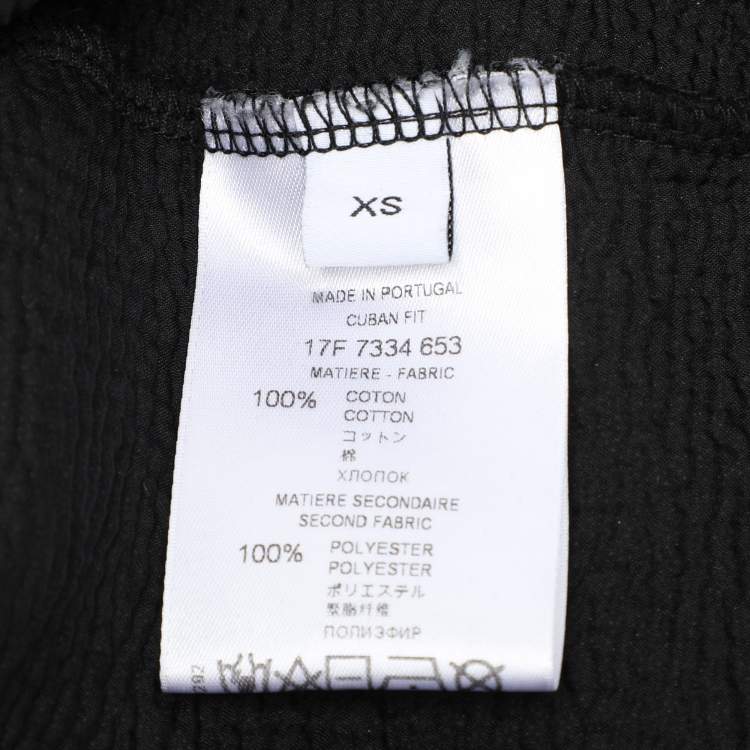 XS
MADE IN PORTUGAL
CUBAN FIT
17F 7334 653
MATIERE - FABRIC
100% COTON
COTTON
コットン
棉
ХЛОПОК
MATIERE SECONDAIRE
SECOND FABRIC
100% POLYESTER
POLYESTER
ポリエステル
聚酯纤维
ПОЛИЭФИР